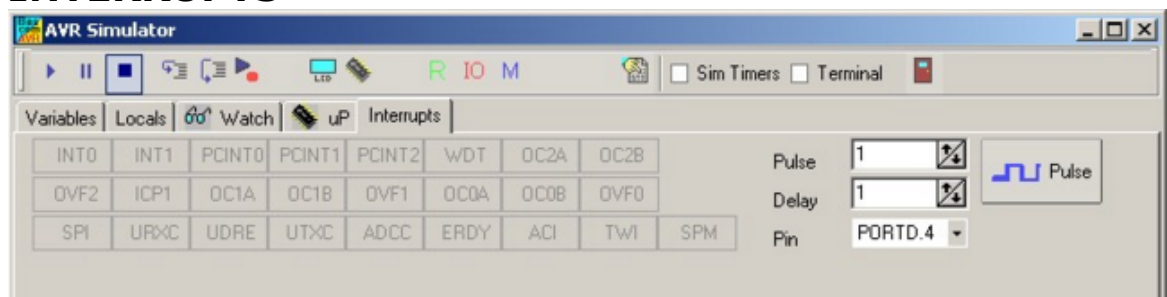 INTERRUPTS
AVR Simulator
LCD R IO M Sim Timers Terminal
Variables Locals Watch uP Interrupts
INT0 INT1 PCINT0 PCINT1 PCINT2 WDT OC2A OC2B Pulse 1 Pulse
OVF2 ICP1 OC1A OC1B OVF1 OC0A OC0B OVF0 Delay 1
SPI URXC UDRE UTXC ADCC ERDY ACI TWI SPM Pin PORTD.4